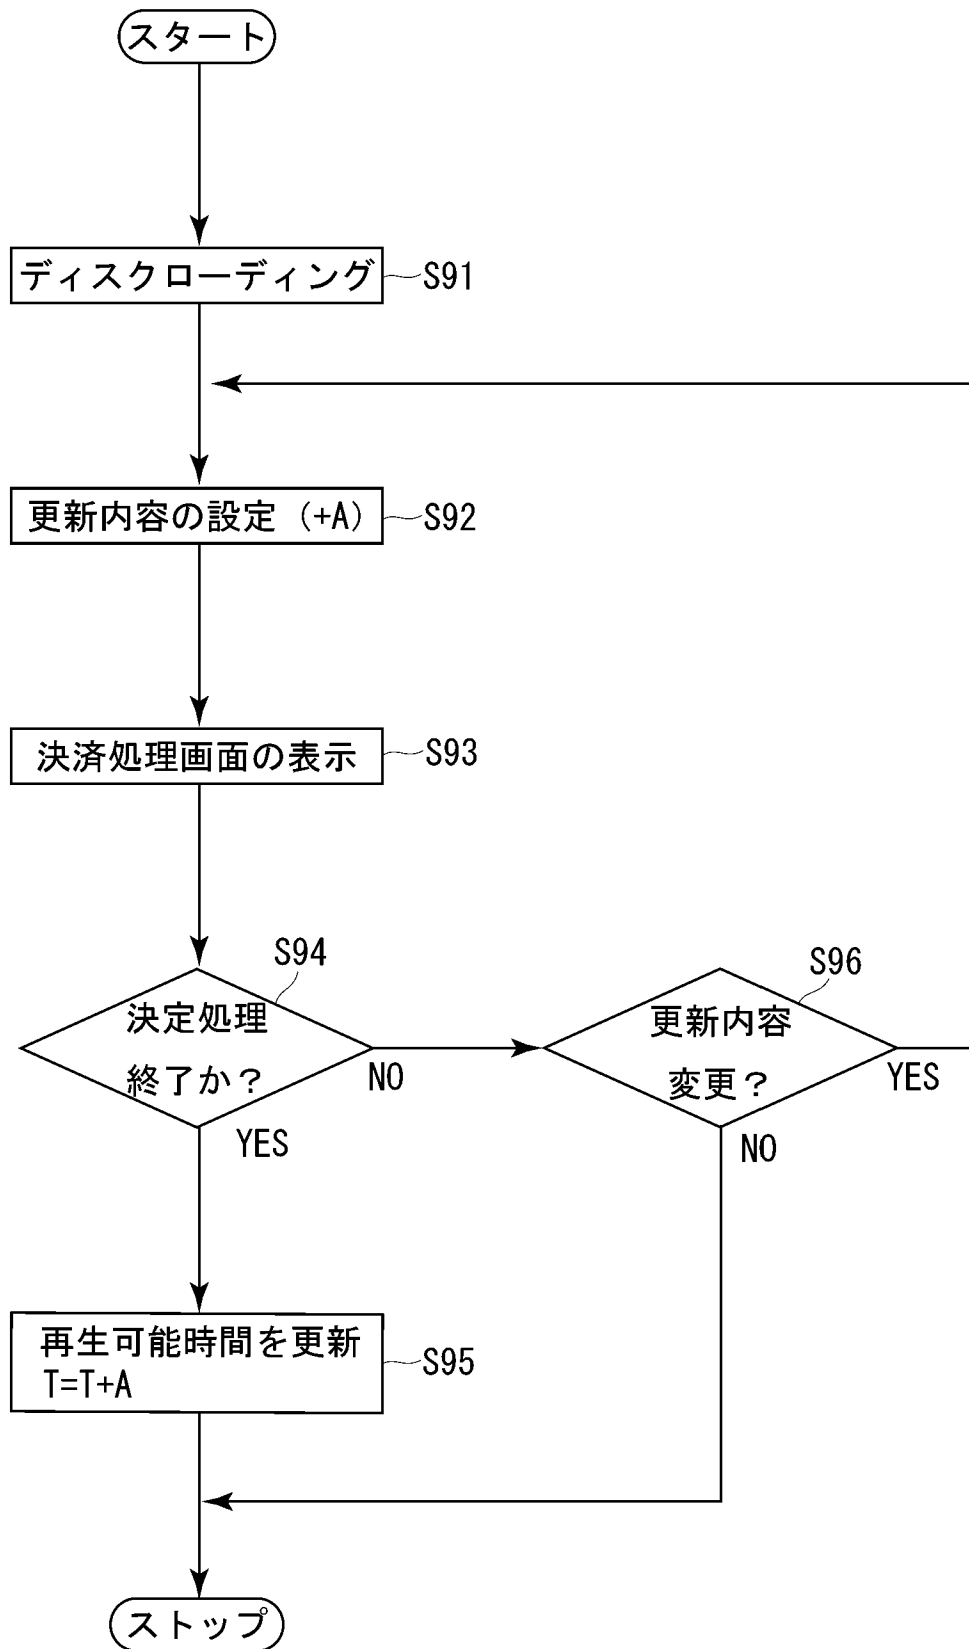 スタート
ディスクローディング
S91
更新内容の設定 (+A)
S92
決済処理画面の表示
S93
S94
決定処理
終了か?
NO
YES
S96
更新内容
変更?
YES
NO
再生可能時間を更新
T=T+A
S95
ストップ